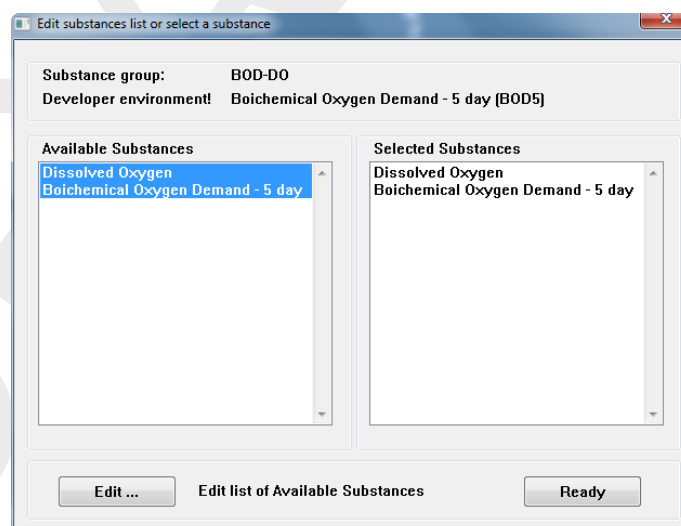 Edit substances list or select a substance
x
Substance group: BOD-DO
Developer environment! Boichemical Oxygen Demand - 5 day (BOD5)
Available Substances
Dissolved Oxygen
Boichemical Oxygen Demand - 5 day
Selected Substances
Dissolved Oxygen
Boichemical Oxygen Demand - 5 day
Edit ... Edit list of Available Substances Ready